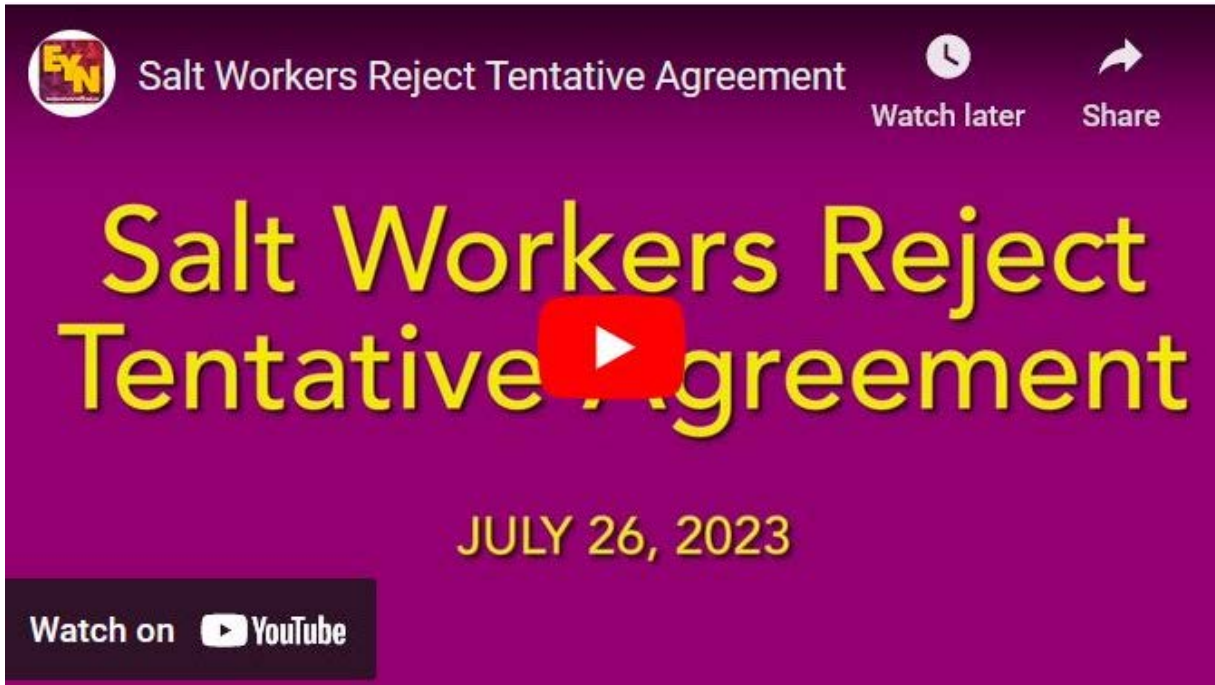 EYN
Salt Workers Reject Tentative Agreement
Watch later
Share
Salt Workers Reject
Tentative Agreement
JULY 26, 2023
Watch on YouTube